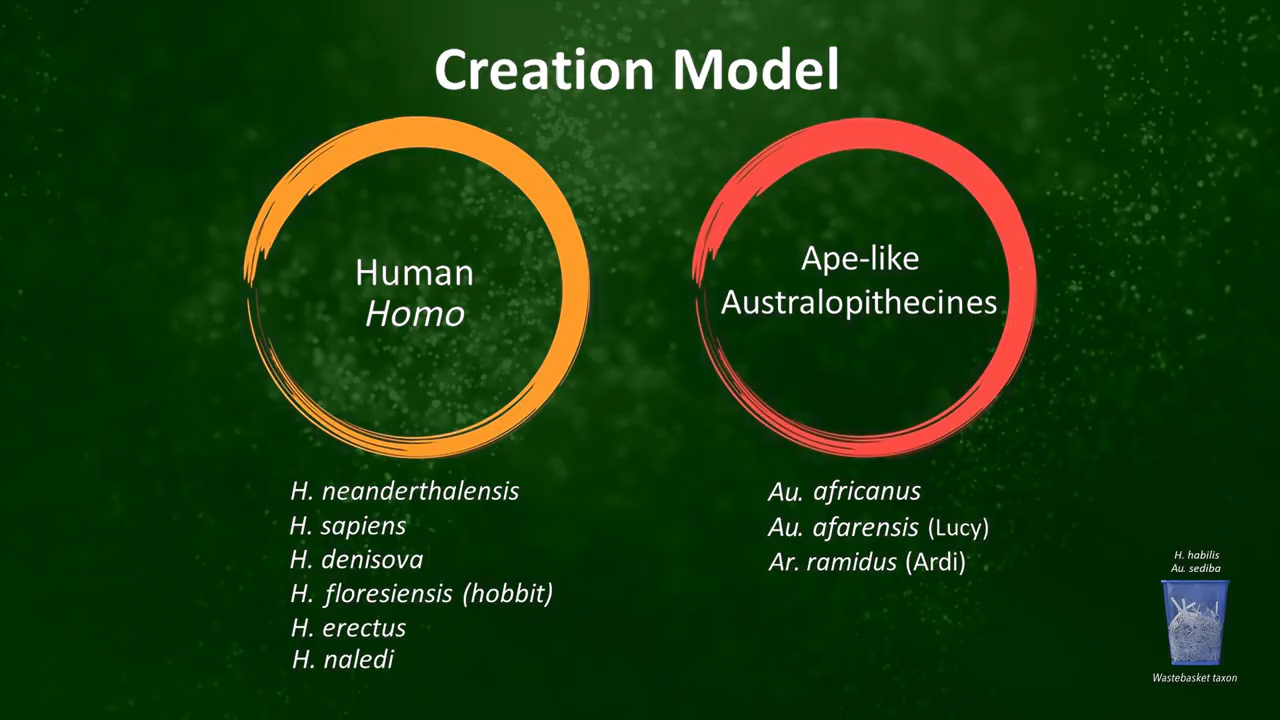 Creation Model
Human
Homo
Ape-like
Australopithecines
H. neanderthalensis
H. sapiens
H. denisova
H. floresiensis (hobbit)
H. erectus
H. naledi
Au. africanus
Au. afarensis (Lucy)
Ar. ramidus (Ardi)
H. habilis
Au. sediba
Wastebasket taxon